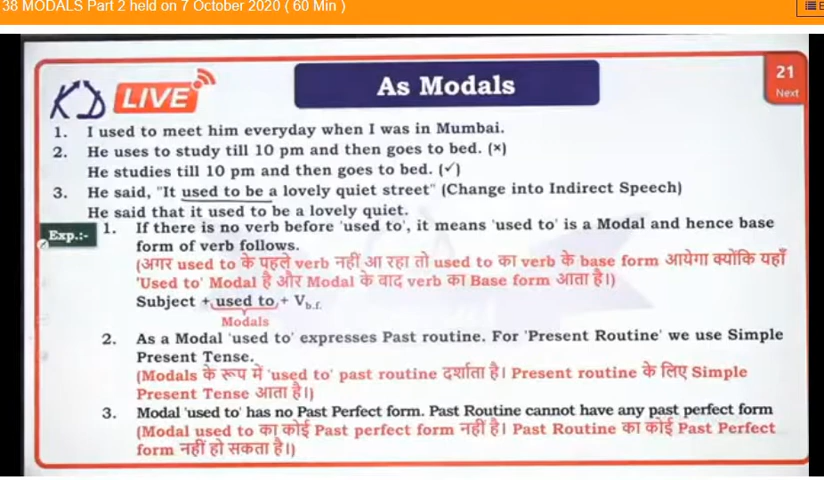 38 MODALS Part 2 held on 7 October 2020 ( 60 Min )
KD LIVE
As Modals
21
Next
1. I used to meet him everyday when I was in Mumbai.
2. He uses to study till 10 pm and then goes to bed. (×)
He studies till 10 pm and then goes to bed. (✓)
3. He said, "It used to be a lovely quiet street" (Change into Indirect Speech)
He said that it used to be a lovely quiet.
Exp.:- 1. If there is no verb before 'used to', it means 'used to' is a Modal and hence base
form of verb follows.
(अगर used to के पहले verb नहीं आ रहा तो used to का verb के base form आयेगा क्योंकि यहाँ
'Used to' Modal है और Modal के बाद verb का Base form आता है।)
Subject + used to + V b.f.
Modals
2. As a Modal 'used to' expresses Past routine. For 'Present Routine' we use Simple
Present Tense.
(Modals के रूप में 'used to' past routine दर्शाता है। Present routine के लिए Simple
Present Tense आता है।)
3. Modal 'used to' has no Past Perfect form. Past Routine cannot have any past perfect form
(Modal used to का कोई Past perfect form नहीं है। Past Routine का कोई Past Perfect
form नहीं हो सकता है।)